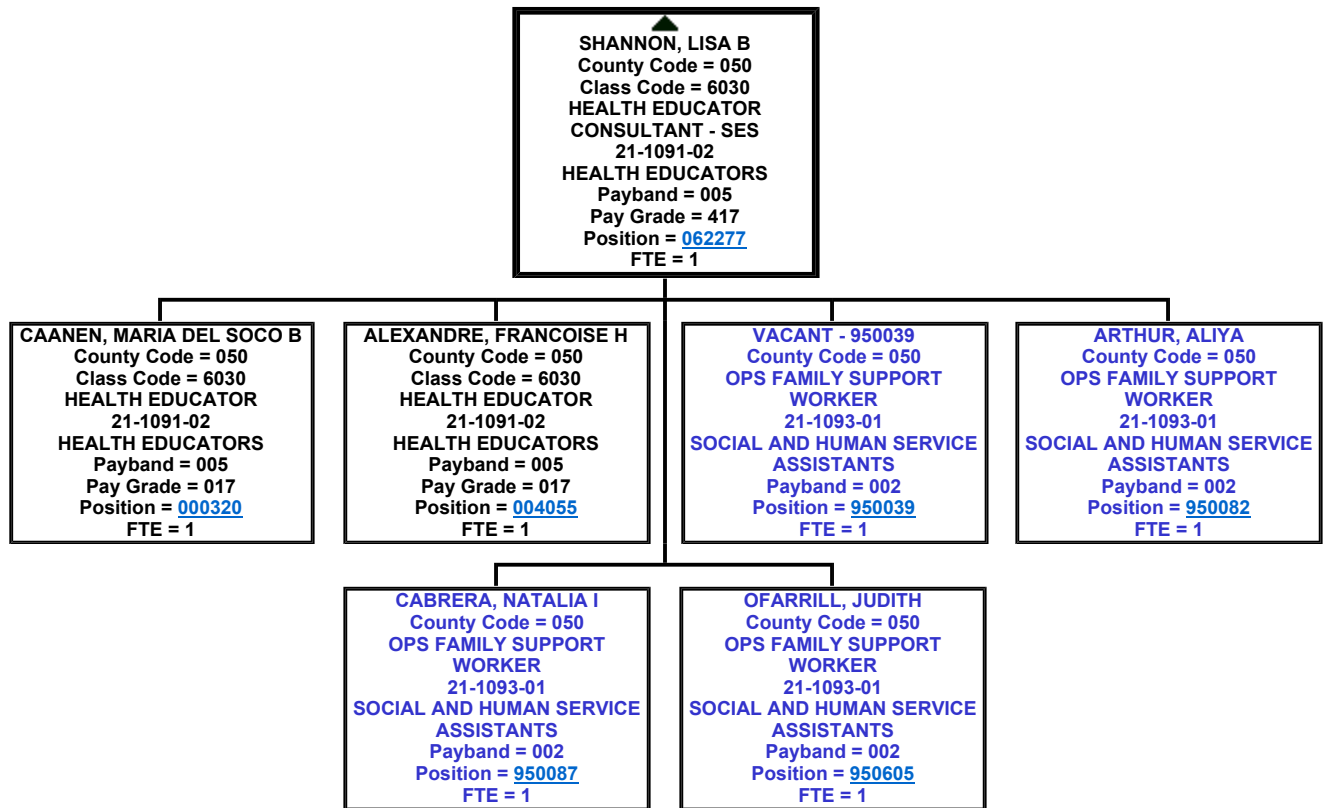 SHANNON, LISA B
County Code = 050
Class Code = 6030
HEALTH EDUCATOR
CONSULTANT - SES
21-1091-02
HEALTH EDUCATORS
Payband = 005
Pay Grade = 417
Position = 062277
FTE = 1
CAANEN, MARIA DEL SOCO B
County Code = 050
Class Code = 6030
HEALTH EDUCATOR
21-1091-02
HEALTH EDUCATORS
Payband = 005
Pay Grade = 017
Position = 000320
FTE = 1
ALEXANDRE, FRANCOISE H
County Code = 050
Class Code = 6030
HEALTH EDUCATOR
21-1091-02
HEALTH EDUCATORS
Payband = 005
Pay Grade = 017
Position = 004055
FTE = 1
VACANT - 950039
County Code = 050
OPS FAMILY SUPPORT
WORKER
21-1093-01
SOCIAL AND HUMAN SERVICE
ASSISTANTS
Payband = 002
Position = 950039
FTE = 1
ARTHUR, ALIYA
County Code = 050
OPS FAMILY SUPPORT
WORKER
21-1093-01
SOCIAL AND HUMAN SERVICE
ASSISTANTS
Payband = 002
Position = 950082
FTE = 1
CABRERA, NATALIA I
County Code = 050
OPS FAMILY SUPPORT
WORKER
21-1093-01
SOCIAL AND HUMAN SERVICE
ASSISTANTS
Payband = 002
Position = 950087
FTE = 1
OFARRILL, JUDITH
County Code = 050
OPS FAMILY SUPPORT
WORKER
21-1093-01
SOCIAL AND HUMAN SERVICE
ASSISTANTS
Payband = 002
Position = 950605
FTE = 1